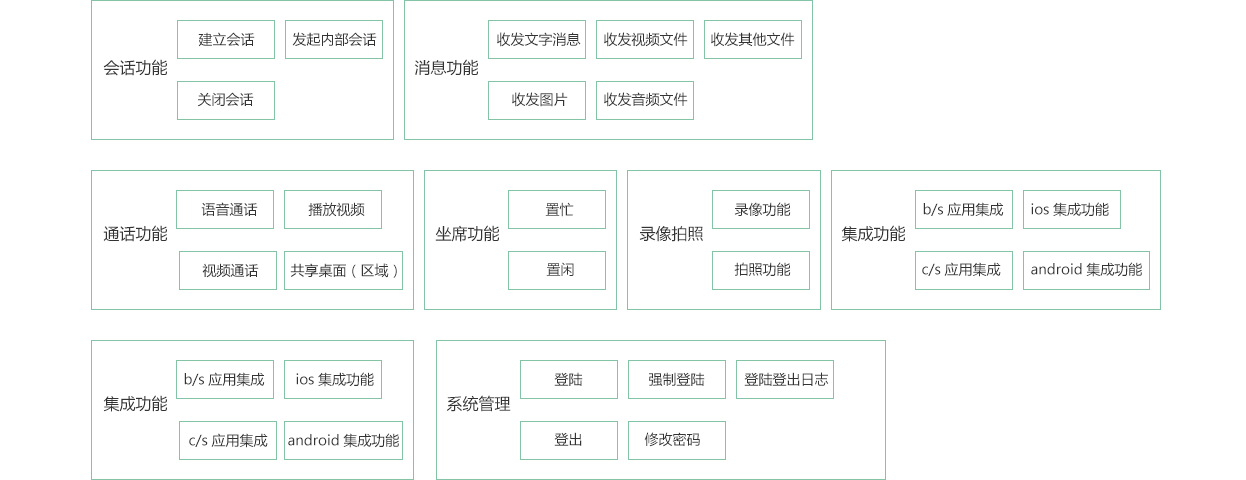 会话功能
建立会话
发起内部会话
关闭会话
消息功能
收发文字消息
收发视频文件
收发其他文件
收发图片
收发音频文件
通话功能
语音通话
播放视频
视频通话
共享桌面（区域）
坐席功能
置忙
置闲
录像拍照
录像功能
拍照功能
集成功能
b/s 应用集成
ios 集成功能
c/s 应用集成
android 集成功能
集成功能
b/s 应用集成
ios 集成功能
c/s 应用集成
android 集成功能
系统管理
登陆
强制登陆
登陆登出日志
登出
修改密码